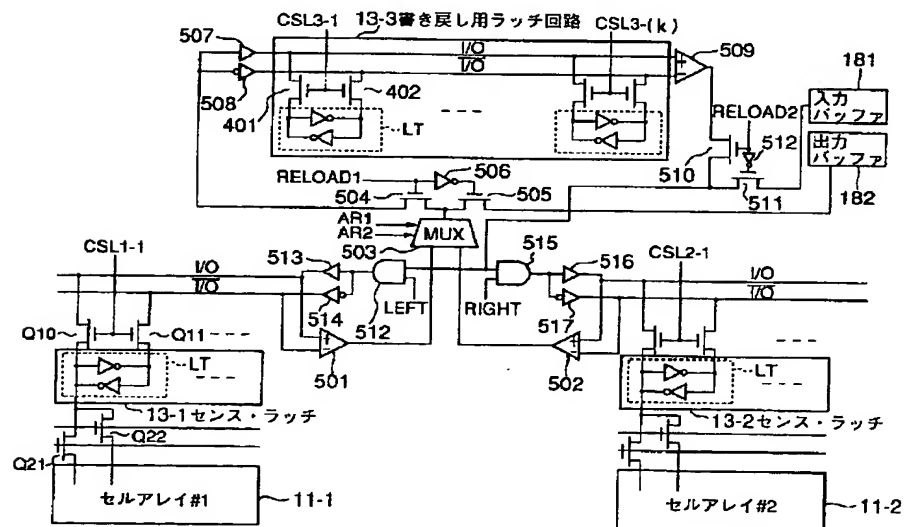 13-3書き戻し用ラッチ回路
507
CSL3-1
CSL3-(k)
509
I/O
I/O
181
入力
バッファ
508
401
402
LT
RELOAD2
512
出力
バッファ
510
511
182
RELOAD1
506
504
505
AR1
AR2
MUX
503
515
CSL1-1
513
516
CSL2-1
I/O
I/O
I/O
I/O
514
LEFT
RIGHT
517
512
Q10
Q11
501
502
LT
LT
13-1センス・ラッチ
13-2センス・ラッチ
Q22
Q21
セルアレイ#1
11-1
セルアレイ#2
11-2